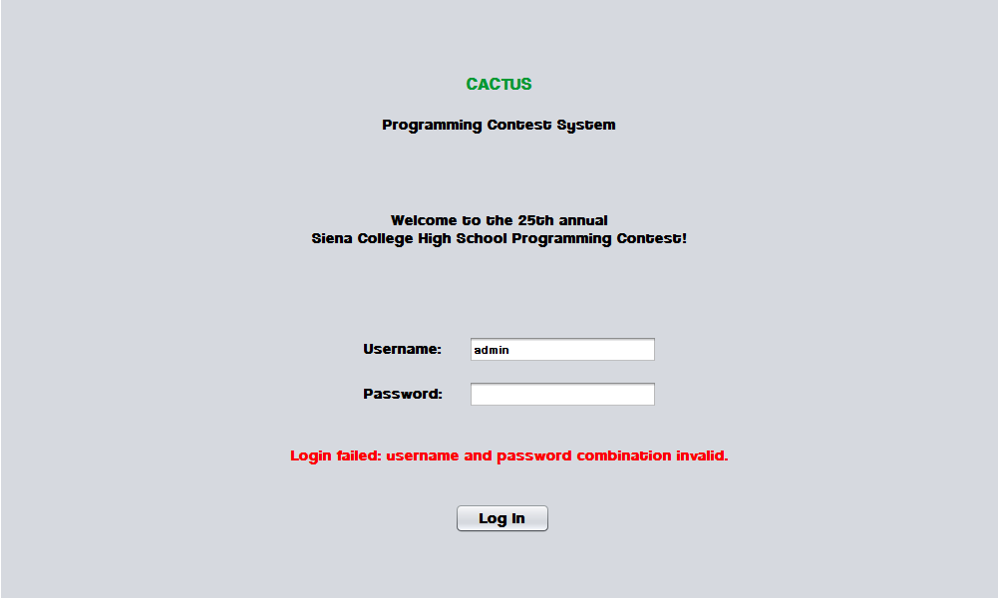 CACTUS
Programming Contest System
Welcome to the 25th annual
Siena College High School Programming Contest!
Username: admin
Password:
Login failed: username and password combination invalid.
Log In